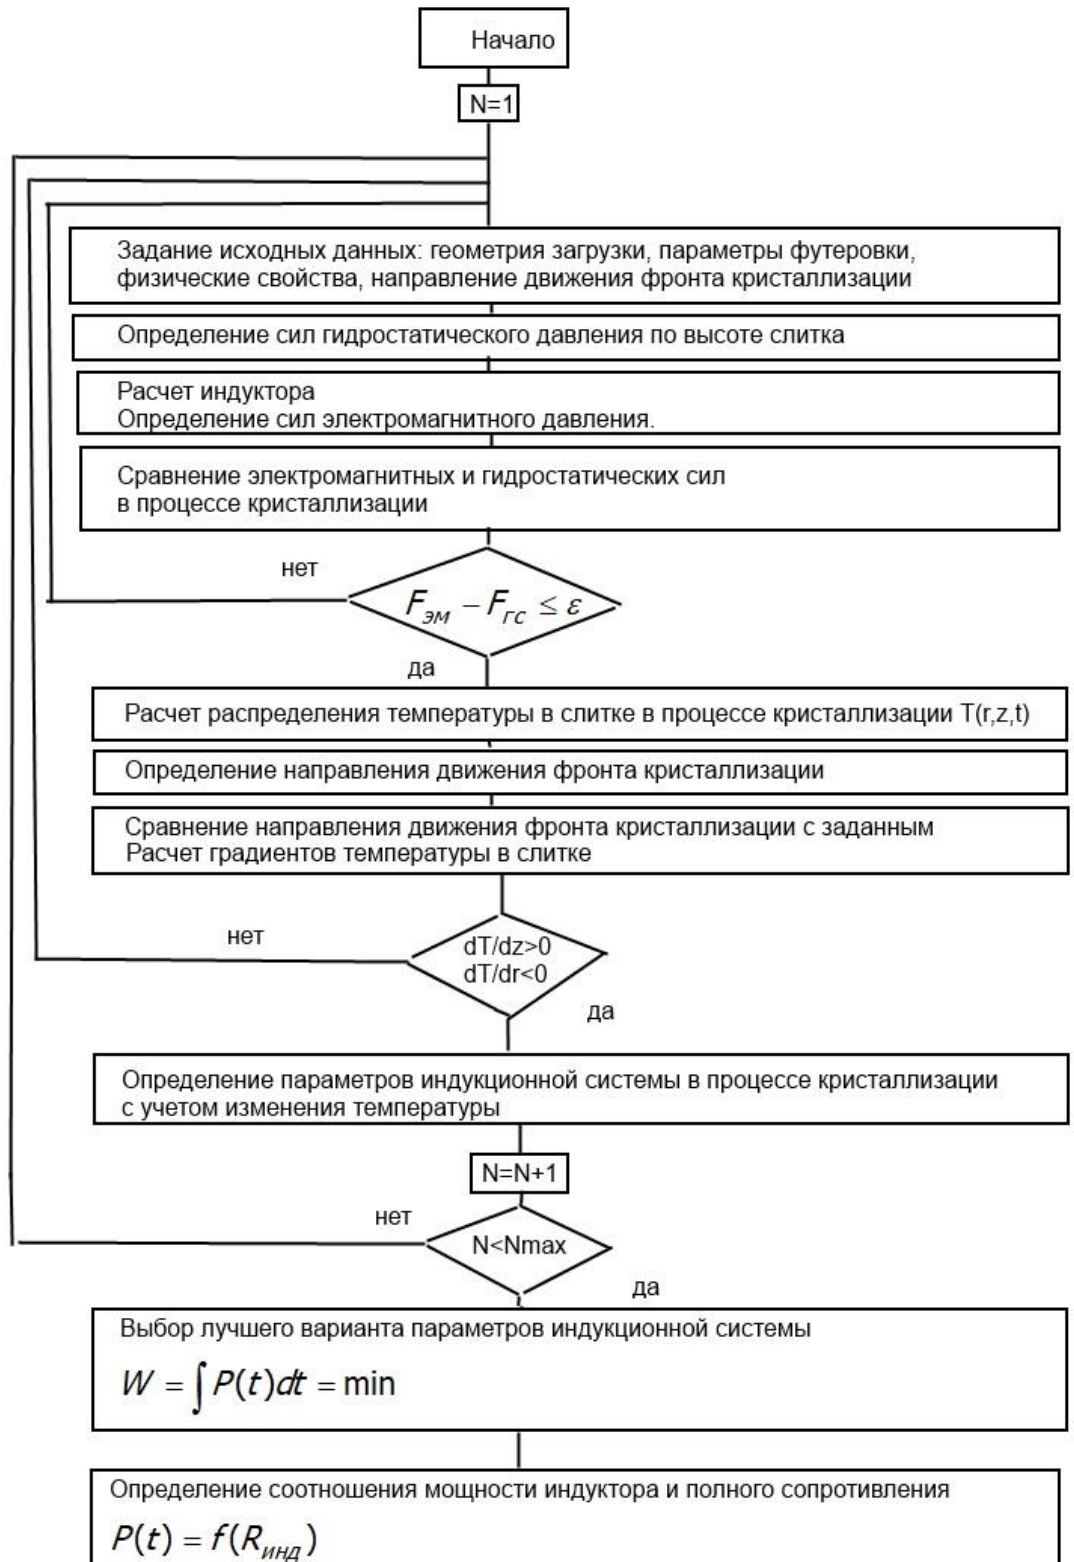 Начало
N=1
Задание исходных данных: геометрия загрузки, параметры футеровки,
физические свойства, направление движения фронта кристаллизации
Определение сил гидростатического давления по высоте слитка
Расчет индуктора
Определение сил электромагнитного давления.
Сравнение электромагнитных и гидростатических сил
в процессе кристаллизации
нет
Fэм – Fгс ≤ ε
да
Расчет распределения температуры в слитке в процессе кристаллизации T(r,z,t)
Определение направления движения фронта кристаллизации
Сравнение направления движения фронта кристаллизации с заданным
Расчет градиентов температуры в слитке
нет
dT/dz>0
dT/dr<0
да
Определение параметров индукционной системы в процессе кристаллизации
с учетом изменения температуры
N=N+1
нет
N<Nmax
да
Выбор лучшего варианта параметров индукционной системы
W = ∫ P(t)dt = min
Определение соотношения мощности индуктора и полного сопротивления
P(t) = f(Rинд)